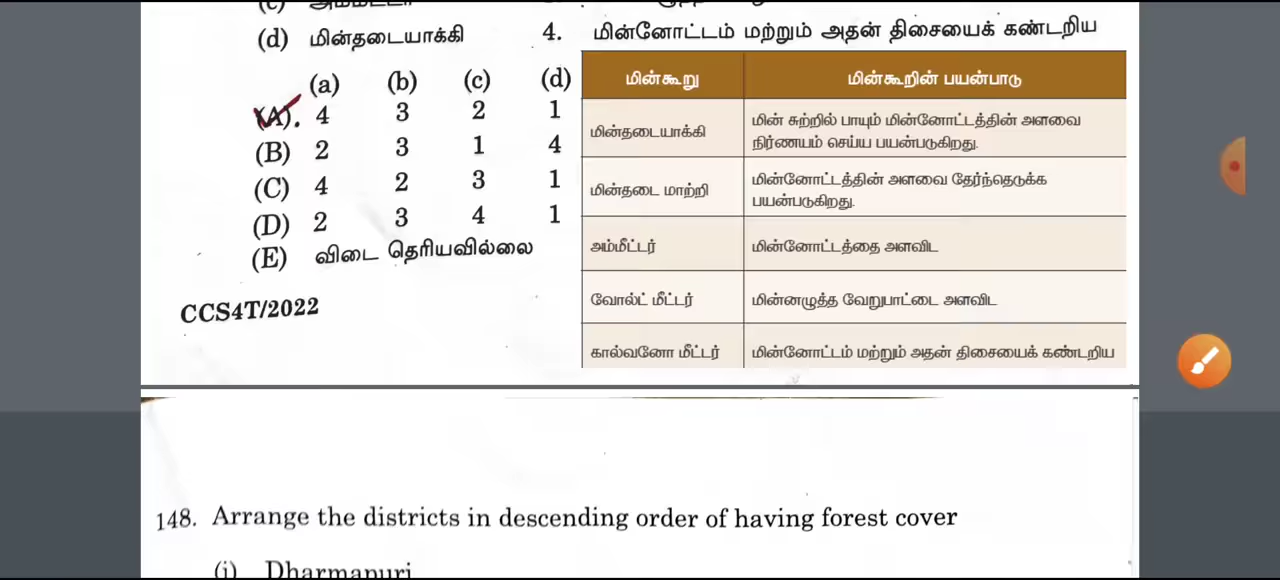 (d) மின்தடையாக்கி 4. மின்னோட்டம் மற்றும் அதன் திசையைக் கண்டறிய
(a) (b) (c) (d)
(A). 4 3 2 1
(B) 2 3 1 4
(C) 4 2 3 1
(D) 2 3 4 1
(E) விடை தெரியவில்லை
CCS4T/2022
மின்கூறு மின்கூறின் பயன்பாடு
மின்தடையாக்கி மின் சுற்றில் பாயும் மின்னோட்டத்தின் அளவை
நிர்ணயம் செய்ய பயன்படுகிறது.
மின்தடை மாற்றி மின்னோட்டத்தின் அளவை தேர்ந்தெடுக்க
பயன்படுகிறது.
அம்மீட்டர் மின்னோட்டத்தை அளவிட
வோல்ட் மீட்டர் மின்னழுத்த வேறுபாட்டை அளவிட
கால்வனோ மீட்டர் மின்னோட்டம் மற்றும் அதன் திசையைக் கண்டறிய
148. Arrange the districts in descending order of having forest cover
(i) Dharmapuri